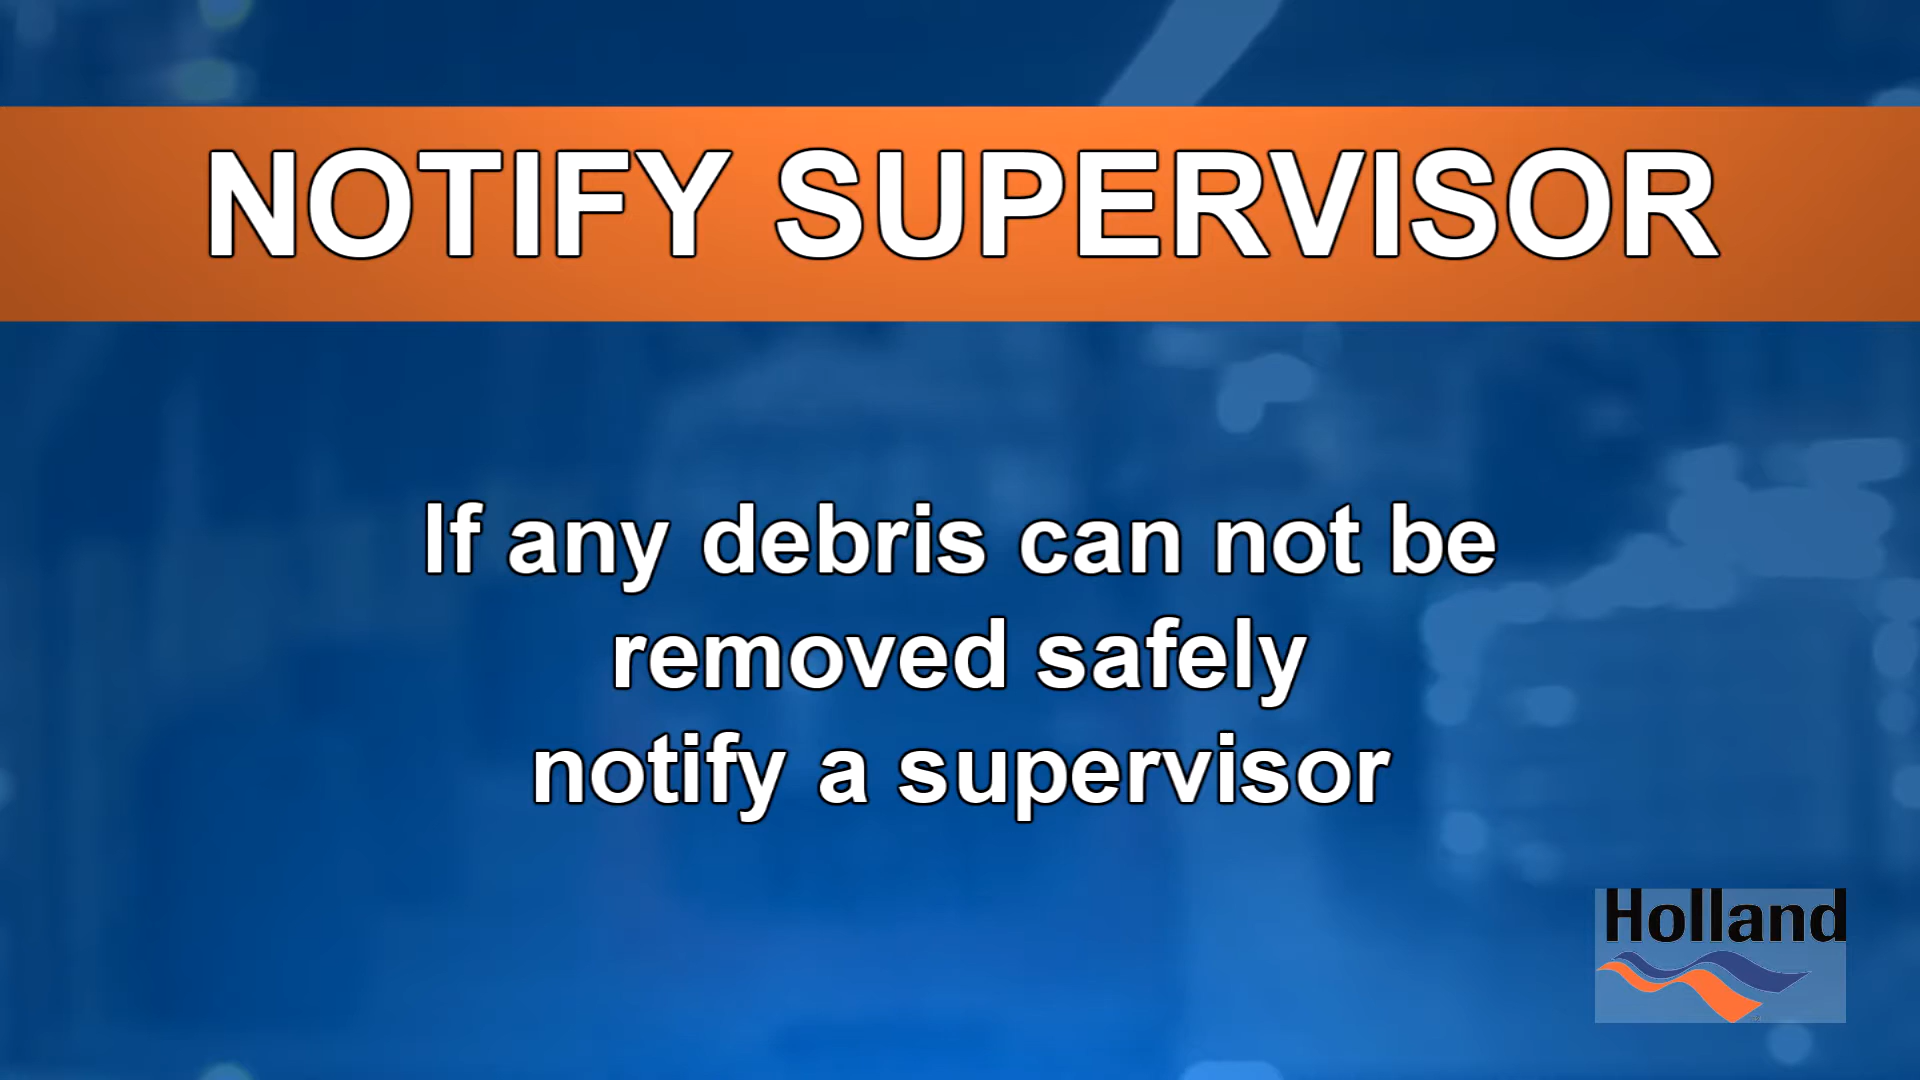 NOTIFY SUPERVISOR
If any debris can not be
removed safely
notify a supervisor
Holland